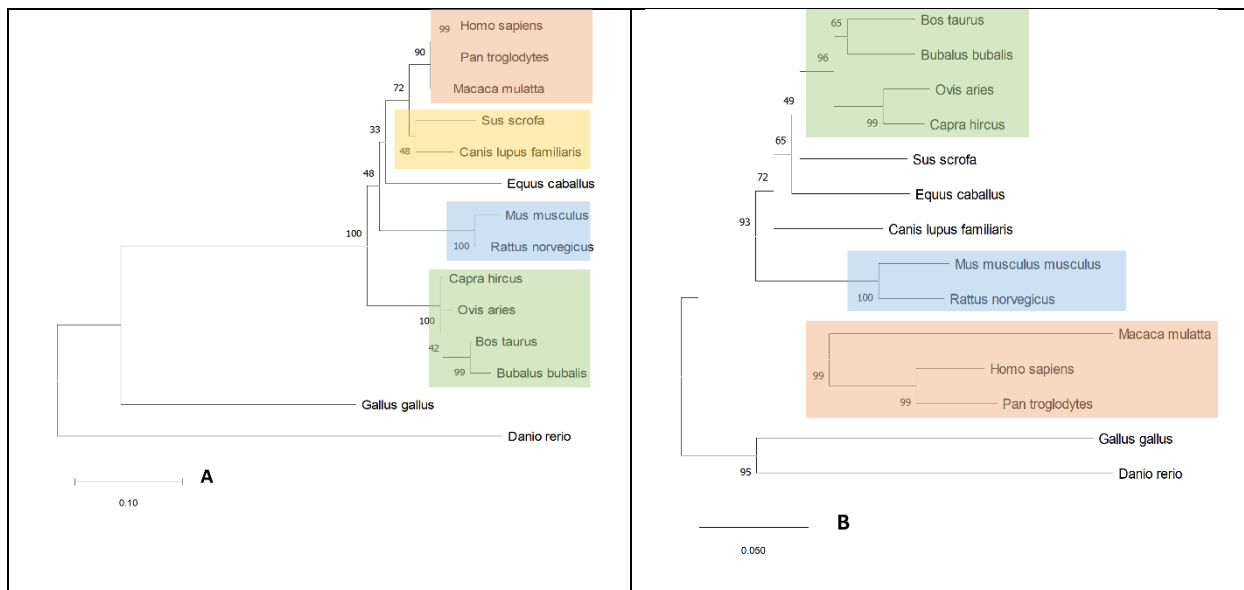 99 Homo sapiens
90 Pan troglodytes
Macaca mulatta
72
Sus scrofa
33
48 Canis lupus familiaris
48
Equus caballus
Mus musculus
100
100 Rattus norvegicus
Capra hircus
Ovis aries
100
42 Bos taurus
99 Bubalus bubalis
Gallus gallus
Danio rerio
A
0.10
65 Bos taurus
96 Bubalus bubalis
Ovis aries
49
99 Capra hircus
65
Sus scrofa
72
Equus caballus
93
Canis lupus familiaris
Mus musculus musculus
100 Rattus norvegicus
Macaca mulatta
99 Homo sapiens
99 Pan troglodytes
Gallus gallus
95 Danio rerio
B
0.050